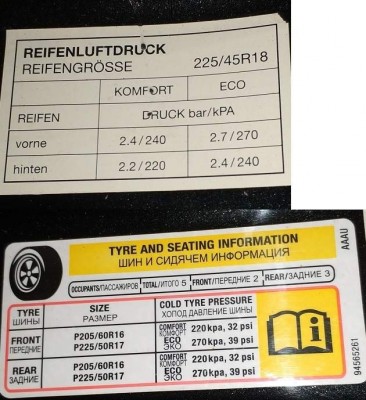 REIFENLUFTDRUCK
REIFENGRÖSSE 225/45R18
KOMFORT ECO
REIFEN DRUCK bar/kPA
vorne 2.4/240 2.7/270
hinten 2.2/220 2.4/240
TYRE AND SEATING INFORMATION
ШИН И СИДЯЧЕМ ИНФОРМАЦИЯ
OCCUPANTS/ПАССАЖИРОВ TOTAL/ИТОГО 5 FRONT/ПЕРЕДНИЕ 2 REAR/ЗАДНИЕ 3
TYRE SIZE COLD TYRE PRESSURE
ШИНЫ РАЗМЕР ХОЛОД ДАВЛЕНИЕ ШИНЫ
FRONT P205/60R16 COMFORT 220kpa, 32 psi
КОМФОРТ
ПЕРЕДНИЕ P225/50R17 ECO 270kpa, 39 psi
ЭКО
REAR P205/60R16 COMFORT 220kpa, 32 psi
КОМФОРТ
ЗАДНИЕ P225/50R17 ECO 270kpa, 39 psi
ЭКО
AAAU
94565261